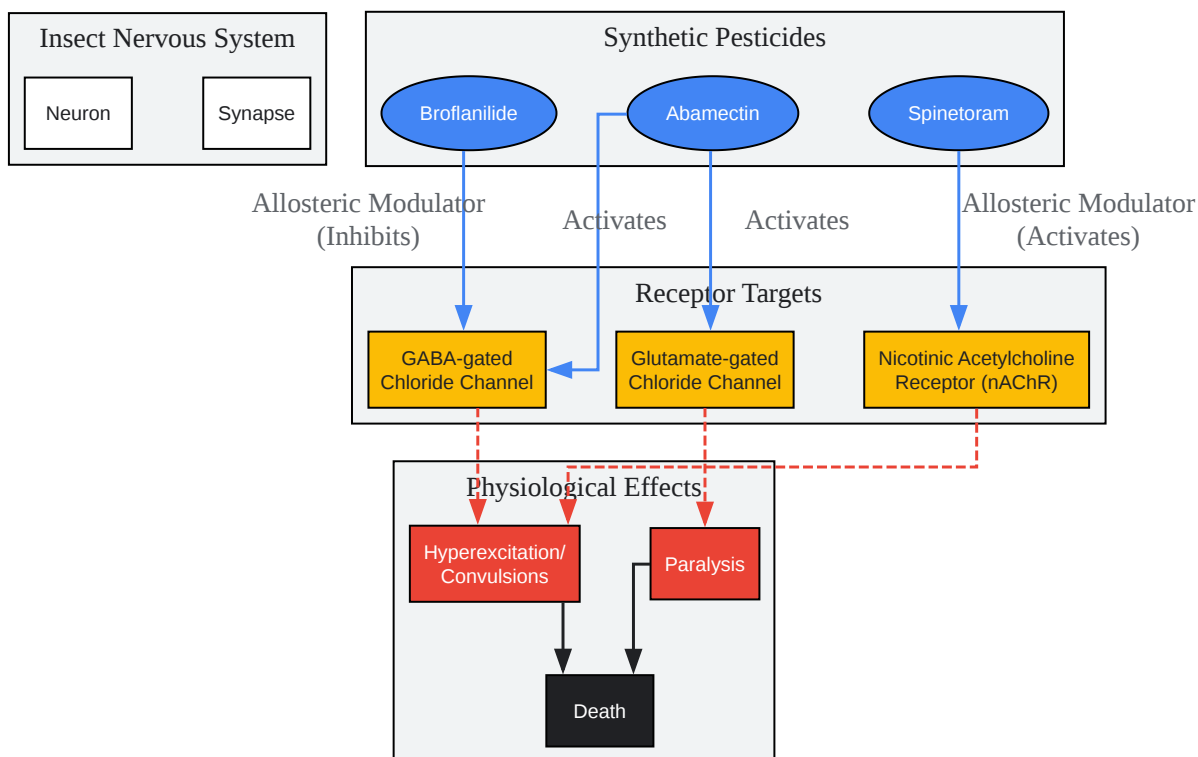 Insect Nervous System
Neuron
Synapse
Synthetic Pesticides
Broflanilide
Abamectin
Spinetoram
Allosteric Modulator
(Inhibits)
Activates
Activates
Allosteric Modulator
(Activates)
Receptor Targets
GABA-gated
Chloride Channel
Glutamate-gated
Chloride Channel
Nicotinic Acetylcholine
Receptor (nAChR)
Physiological Effects
Hyperexcitation/
Convulsions
Paralysis
Death